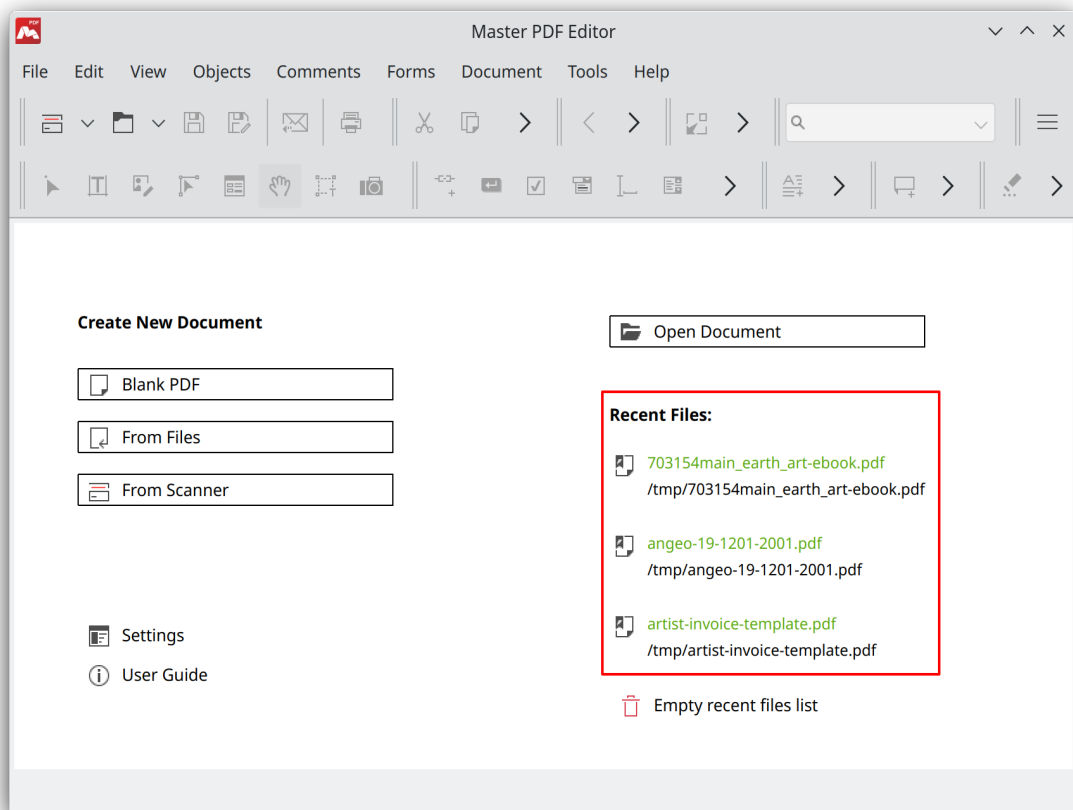 PDF
Master PDF Editor
File Edit View Objects Comments Forms Document Tools Help
Create New Document
Blank PDF
From Files
From Scanner
Settings
User Guide
Open Document
Recent Files:
703154main_earth_art-ebook.pdf
/tmp/703154main_earth_art-ebook.pdf
angeo-19-1201-2001.pdf
/tmp/angeo-19-1201-2001.pdf
artist-invoice-template.pdf
/tmp/artist-invoice-template.pdf
Empty recent files list